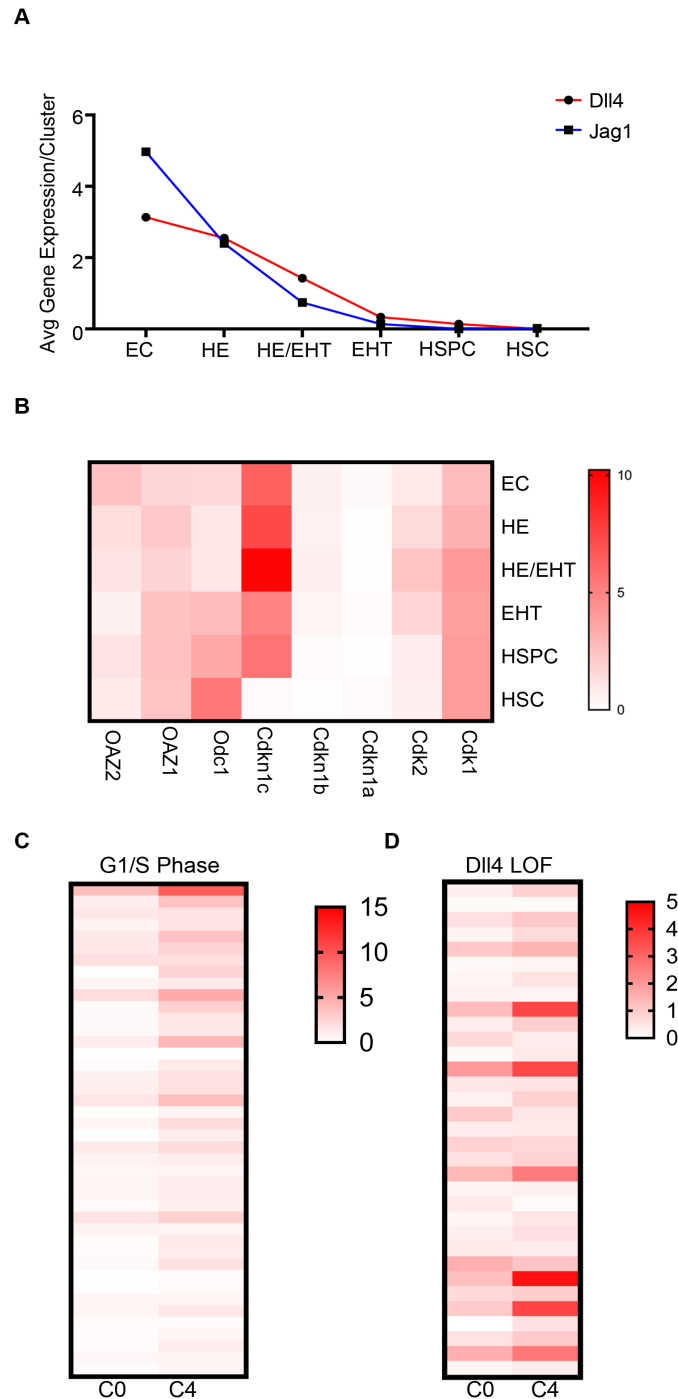 A
Avg Gene Expression/Cluster
6
4
2
0
EC HE HE/EHT EHT HSPC HSC
Dll4
Jag1
B
EC
HE
HE/EHT
EHT
HSPC
HSC
OAZ2 OAZ1 Odc1 Cdkn1c Cdkn1b Cdkn1a Cdk2 Cdk1
10
5
0
C
G1/S Phase
C0 C4
15
10
5
0
D
Dll4 LOF
C0 C4
5
4
3
2
1
0